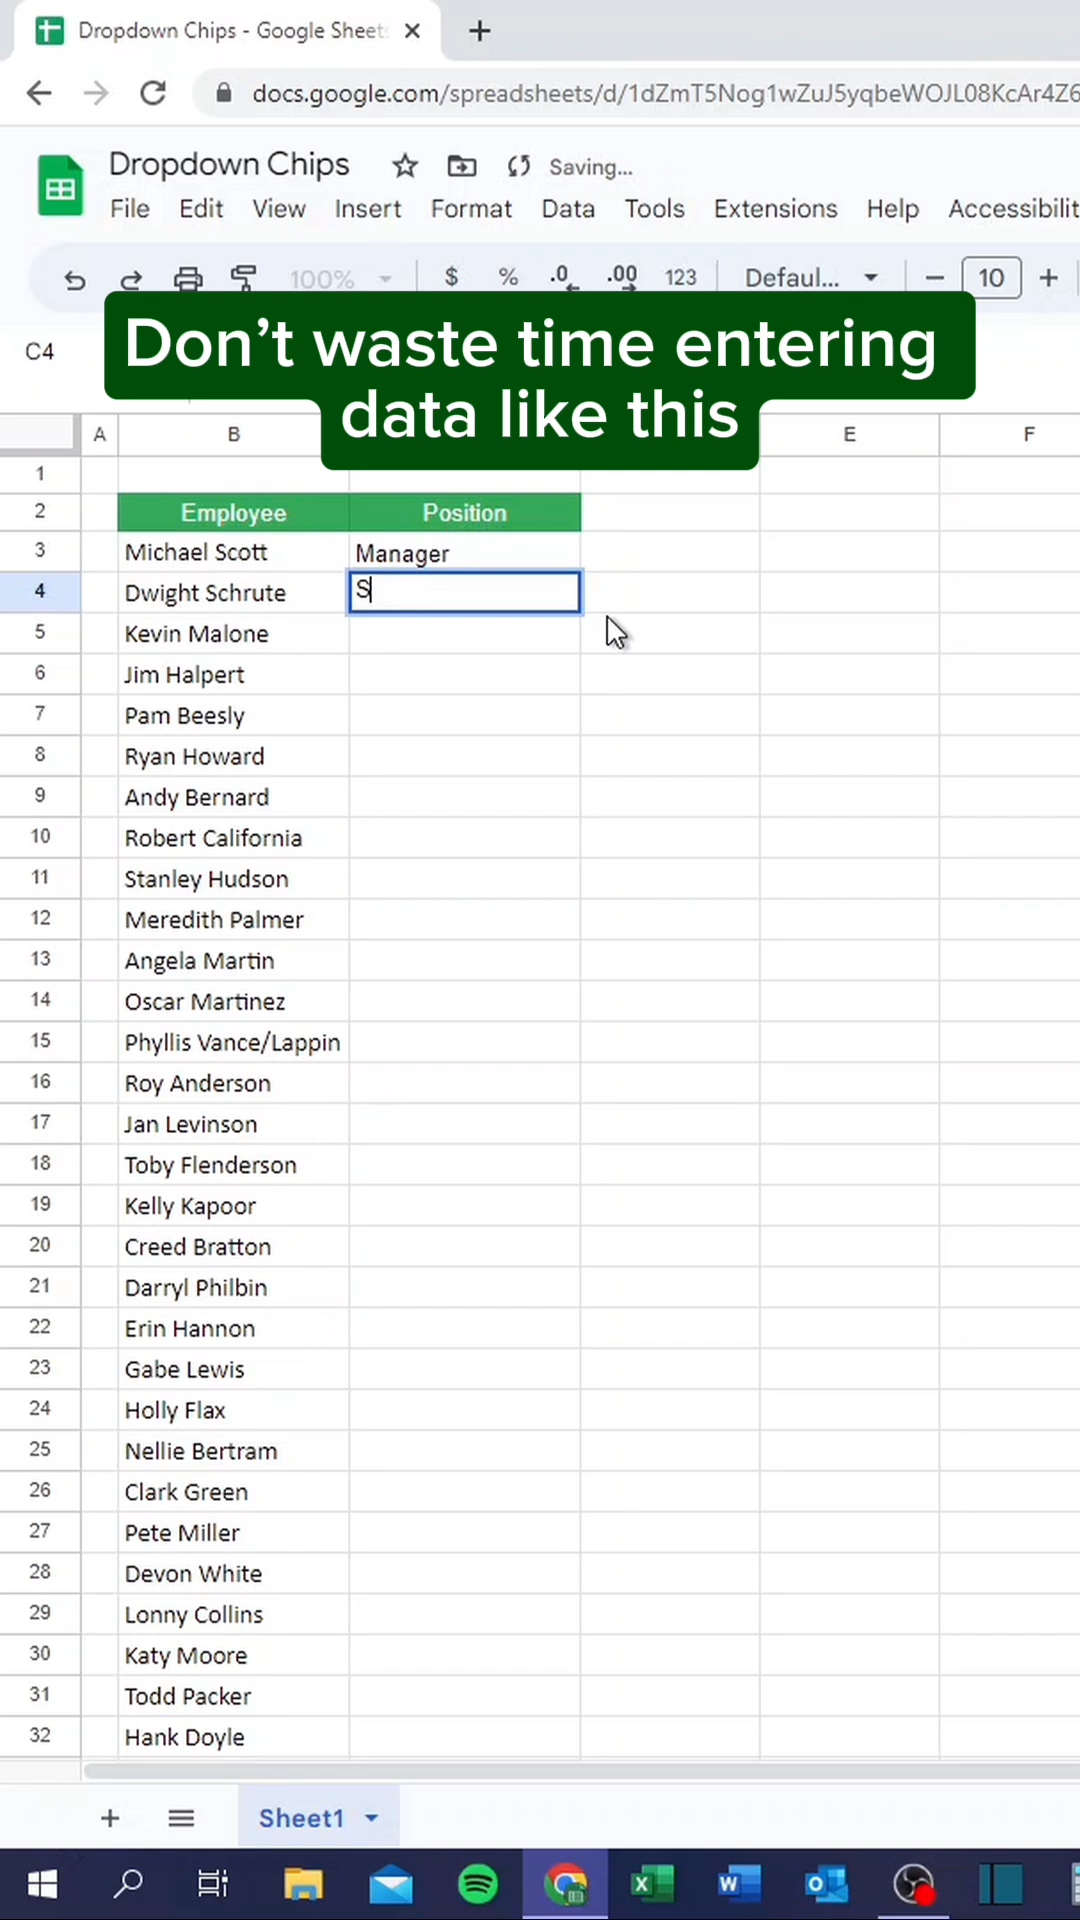 Dropdown Chips - Google Sheets
docs.google.com/spreadsheets/d/1dZmT5Nog1wZuJ5yqbeWOJL08KcAr4Z6
Dropdown Chips Saving...
File Edit View Insert Format Data Tools Extensions Help Accessibilit
100% $ % .0 .00 123 Defaul... 10
C4
Don’t waste time entering
data like this
A B E F
1
2 Employee Position
3 Michael Scott Manager
4 Dwight Schrute S
5 Kevin Malone
6 Jim Halpert
7 Pam Beesly
8 Ryan Howard
9 Andy Bernard
10 Robert California
11 Stanley Hudson
12 Meredith Palmer
13 Angela Martin
14 Oscar Martinez
15 Phyllis Vance/Lappin
16 Roy Anderson
17 Jan Levinson
18 Toby Flenderson
19 Kelly Kapoor
20 Creed Bratton
21 Darryl Philbin
22 Erin Hannon
23 Gabe Lewis
24 Holly Flax
25 Nellie Bertram
26 Clark Green
27 Pete Miller
28 Devon White
29 Lonny Collins
30 Katy Moore
31 Todd Packer
32 Hank Doyle
Sheet1